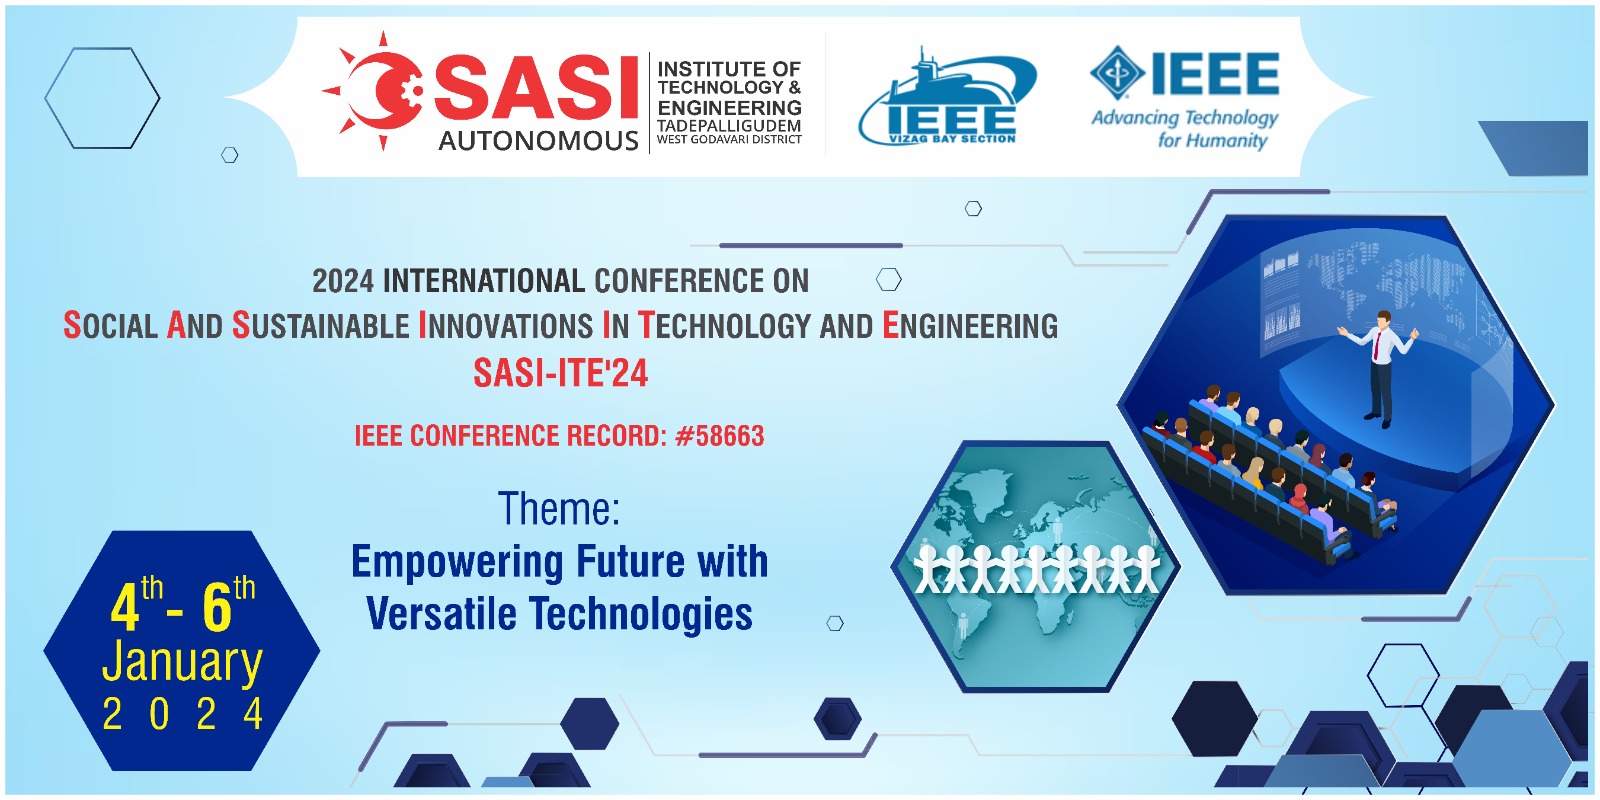 SASI
AUTONOMOUS
INSTITUTE OF
TECHNOLOGY &
ENGINEERING
TADEPALLIGUDEM
WEST GODAVARI DISTRICT
IEEE
VIZAG BAY SECTION
IEEE
Advancing Technology
for Humanity
2024 INTERNATIONAL CONFERENCE ON
SOCIAL AND SUSTAINABLE INNOVATIONS IN TECHNOLOGY AND ENGINEERING
SASI-ITE'24
IEEE CONFERENCE RECORD: #58663
Theme:
Empowering Future with
Versatile Technologies
4th - 6th
January
2 0 2 4